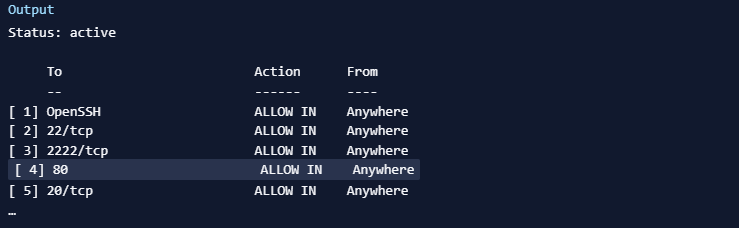 Output
Status: active
To Action From
-- ------ ----
[ 1] OpenSSH ALLOW IN Anywhere
[ 2] 22/tcp ALLOW IN Anywhere
[ 3] 2222/tcp ALLOW IN Anywhere
[ 4] 80 ALLOW IN Anywhere
[ 5] 20/tcp ALLOW IN Anywhere
…